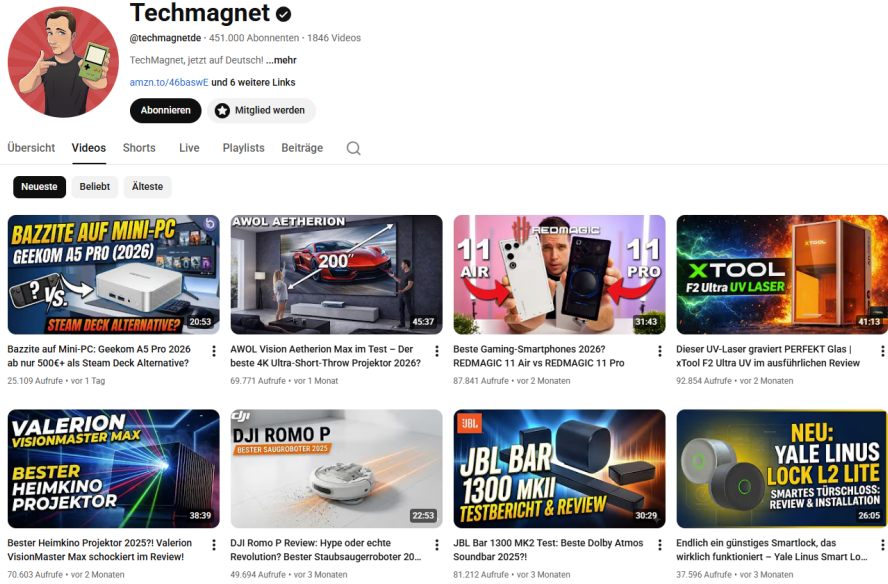 Techmagnet
@techmagnetde · 451.000 Abonnenten · 1846 Videos
TechMagnet, jetzt auf Deutsch! ...mehr
amzn.to/46baswE und 6 weitere Links
Abonnieren
Mitglied werden
Übersicht Videos Shorts Live Playlists Beiträge
Neueste Beliebt Älteste
BAZZITE AUF MINI-PC
GEEKOM A5 PRO (2026)
? VS.
STEAM DECK ALTERNATIVE?
20:53
Bazzite auf Mini-PC: Geekom A5 Pro 2026
ab nur 500€+ als Steam Deck Alternative?
25.109 Aufrufe • vor 1 Tag
AWOL AETHERION
200"
45:37
AWOL Vision Aetherion Max im Test – Der
beste 4K Ultra-Short-Throw Projektor 2026?
69.771 Aufrufe • vor 1 Monat
REDMAGIC
11
AIR
11
PRO
31:43
Beste Gaming-Smartphones 2026?
REDMAGIC 11 Air vs REDMAGIC 11 Pro
87.841 Aufrufe • vor 2 Monaten
XTOOL
XTOOL
F2 Ultra UV LASER
41:13
Dieser UV-Laser graviert PERFEKT Glas |
xTool F2 Ultra UV im ausführlichen Review
92.854 Aufrufe • vor 2 Monaten
VALERION
VISIONMASTER MAX
BESTER
HEIMKINO
PROJEKTOR
38:39
Bester Heimkino Projektor 2025?! Valerion
VisionMaster Max schockiert im Review!
70.603 Aufrufe • vor 2 Monaten
dji
DJI ROMO P
BESTER SAUGROBOTER 2025
22:53
DJI Romo P Review: Hype oder echte
Revolution? Bester Staubsaugerroboter 20...
49.694 Aufrufe • vor 3 Monaten
JBL
JBL BAR
1300 MKII
TESTBERICHT & REVIEW
30:29
JBL Bar 1300 MK2 Test: Beste Dolby Atmos
Soundbar 2025?!
81.212 Aufrufe • vor 3 Monaten
NEU:
YALE LINUS
LOCK L2 LITE
SMARTES TÜRSCHLOSS:
REVIEW & INSTALLATION
26:05
Endlich ein günstiges Smartlock, das
wirklich funktioniert – Yale Linus Smart Lo...
37.596 Aufrufe • vor 3 Monaten